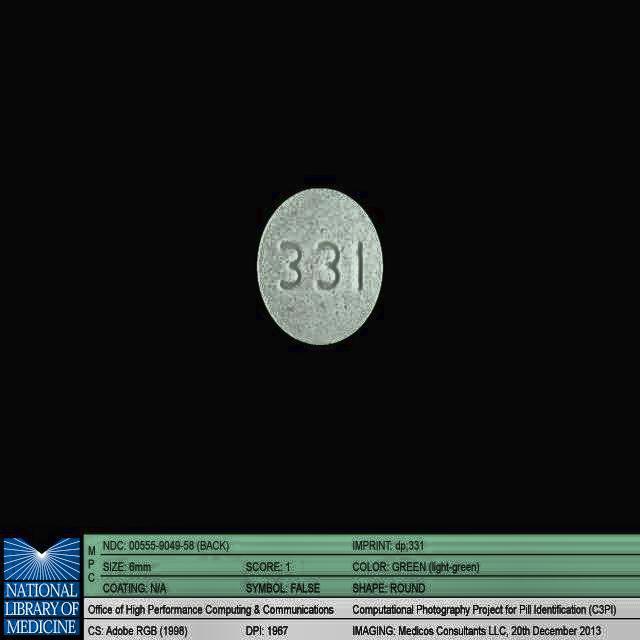 331
NDC: 00555-9049-58 (BACK) IMPRINT: dp;331
MPC
SIZE: 6mm SCORE: 1 COLOR: GREEN (light-green)
COATING: N/A SYMBOL: FALSE SHAPE: ROUND
NATIONAL
LIBRARY OF
MEDICINE
Office of High Performance Computing & Communications Computational Photography Project for Pill Identification (C3PI)
CS: Adobe RGB (1998) DPI: 1967 IMAGING: Medicos Consultants LLC, 20th December 2013